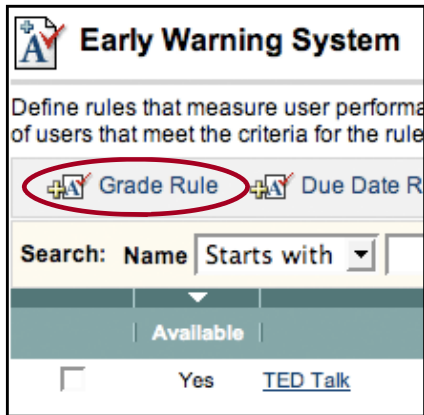 Early Warning System
Define rules that measure user performa
of users that meet the criteria for the rule
Grade Rule Due Date R
Search: Name Starts with
Available
Yes TED Talk